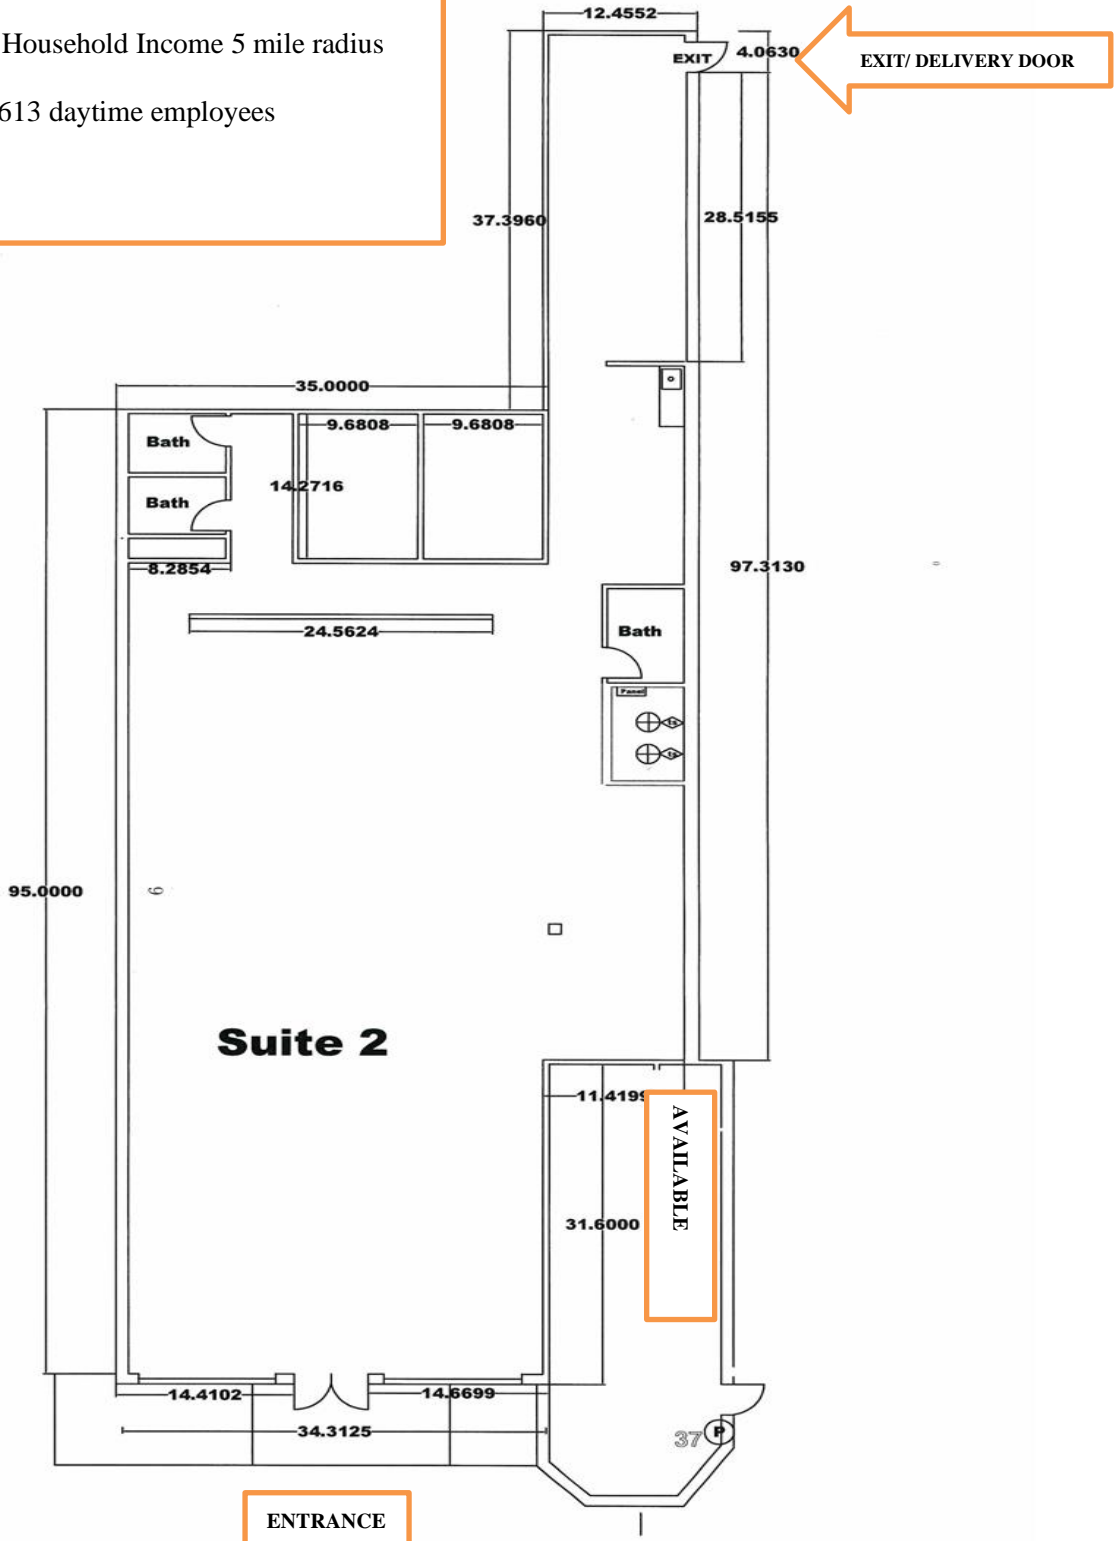 Household Income 5 mile radius
613 daytime employees
12.4552
EXIT
4.0630
EXIT/ DELIVERY DOOR
37.3960
28.5155
35.0000
9.6808
9.6808
Bath
14.2716
Bath
8.2854
97.3130
24.5624
Bath
Panel
95.0000
6
Suite 2
11.4199
AVAILABLE
31.6000
14.4102
14.6699
34.3125
37
P
ENTRANCE